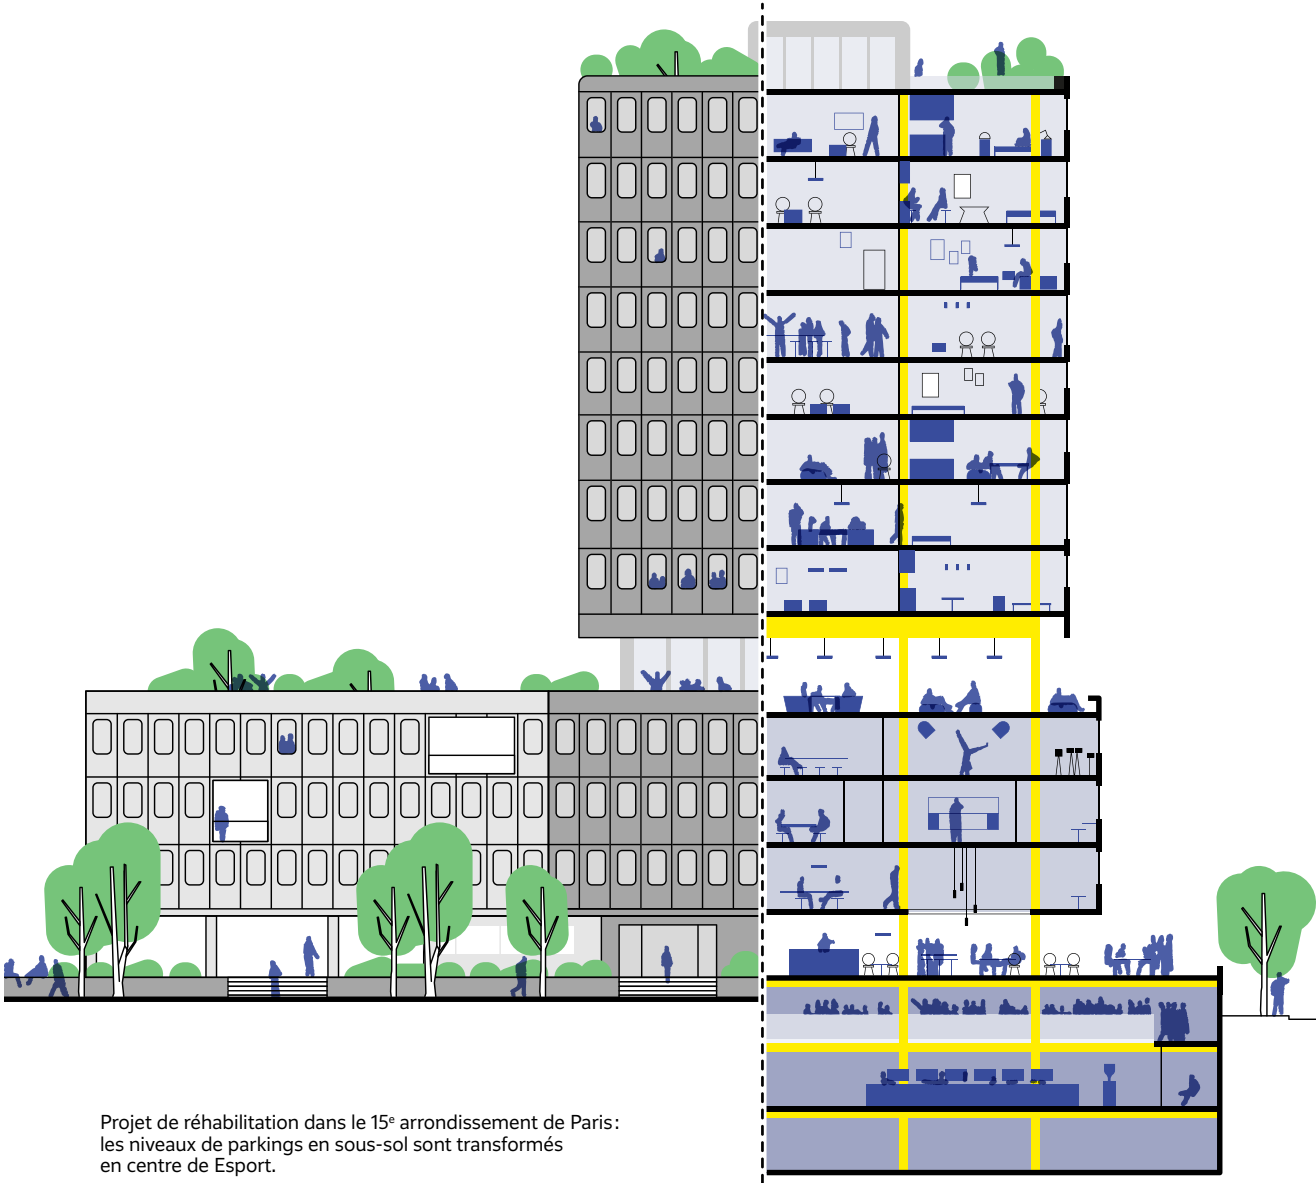 Projet de réhabilitation dans le 15ᵉ arrondissement de Paris :
les niveaux de parkings en sous-sol sont transformés
en centre de Esport.